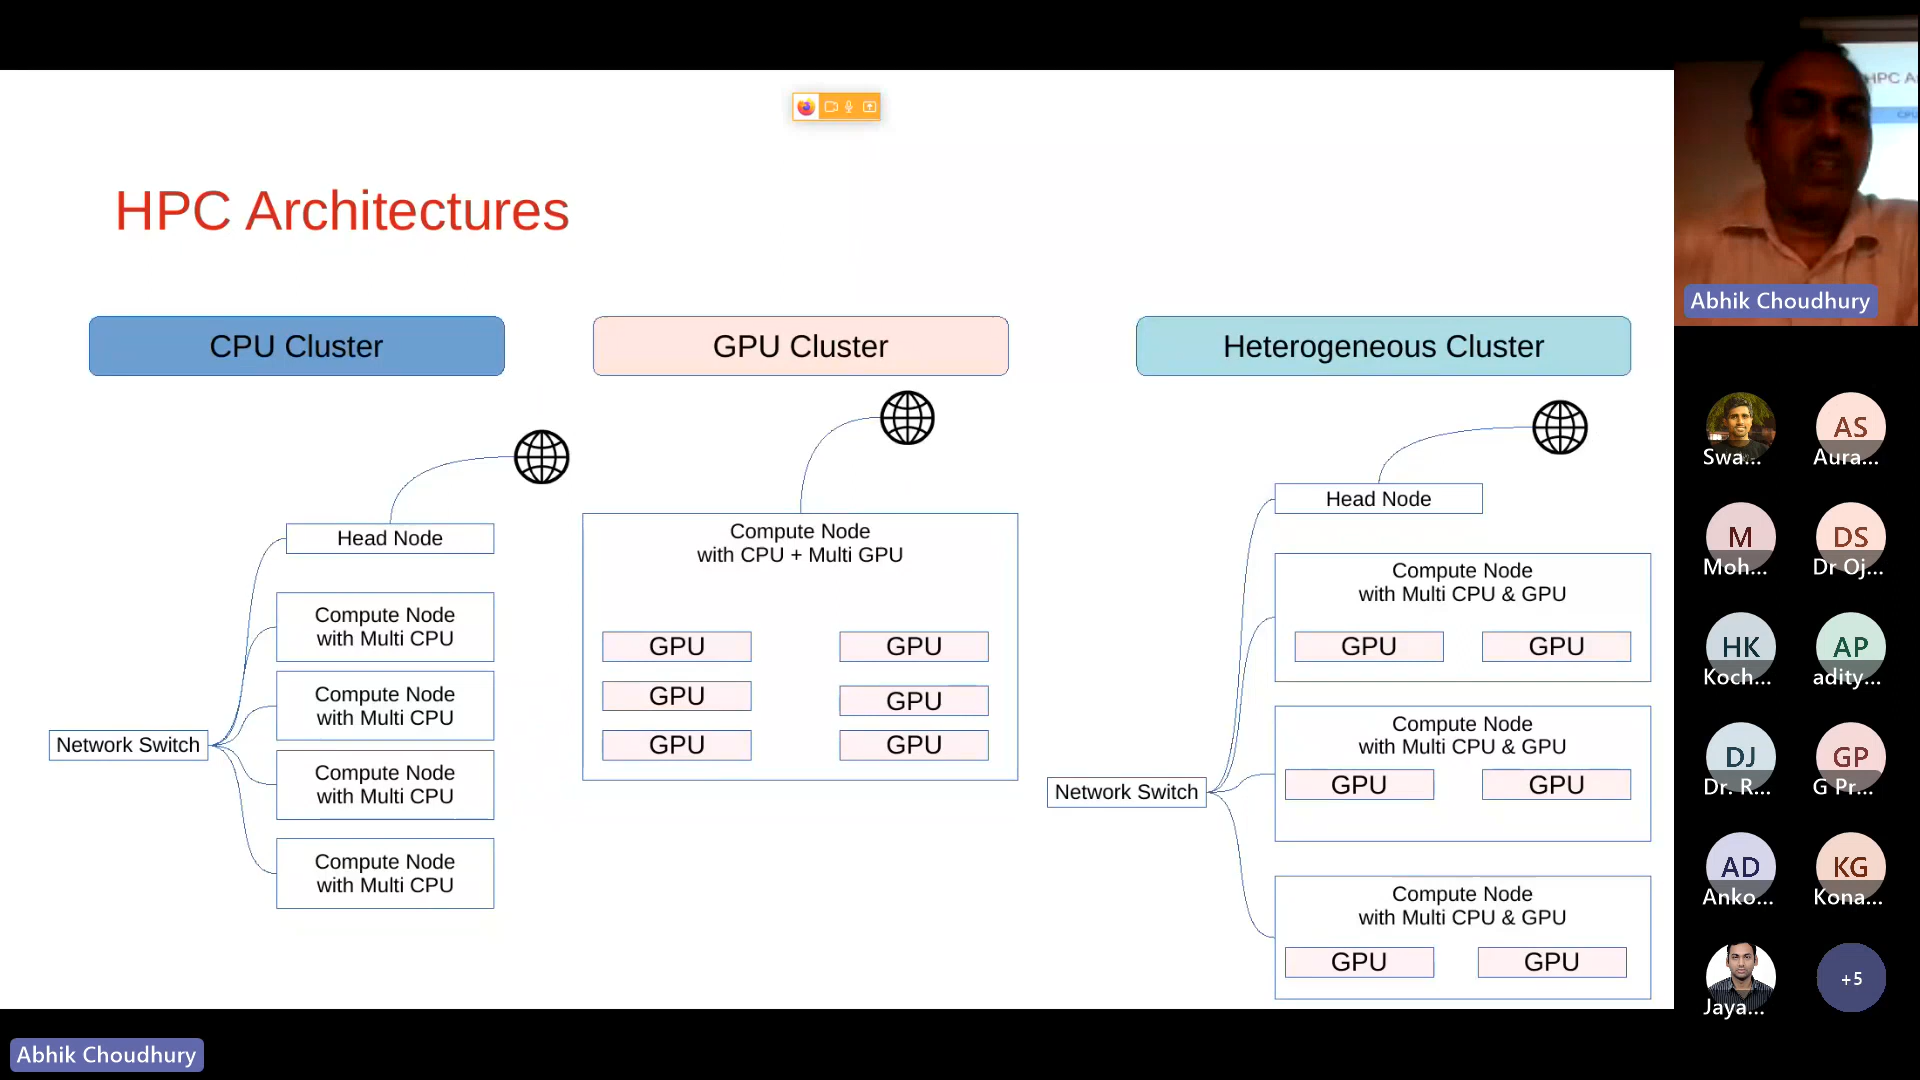 HPC Architectures
CPU Cluster
Head Node
Compute Node
with Multi CPU
Compute Node
with Multi CPU
Network Switch
Compute Node
with Multi CPU
Compute Node
with Multi CPU
GPU Cluster
Compute Node
with CPU + Multi GPU
GPU
GPU
GPU
GPU
GPU
GPU
Heterogeneous Cluster
Head Node
Compute Node
with Multi CPU & GPU
GPU
GPU
Compute Node
with Multi CPU & GPU
GPU
GPU
Network Switch
Compute Node
with Multi CPU & GPU
GPU
GPU
HPC A
CPU
Abhik Choudhury
Swa...
AS
Aura...
M
Moh...
DS
Dr Oj...
HK
Koch...
AP
adity...
DJ
Dr. R...
GP
G Pr...
AD
Anko...
KG
Kona...
Jaya...
+5
Abhik Choudhury